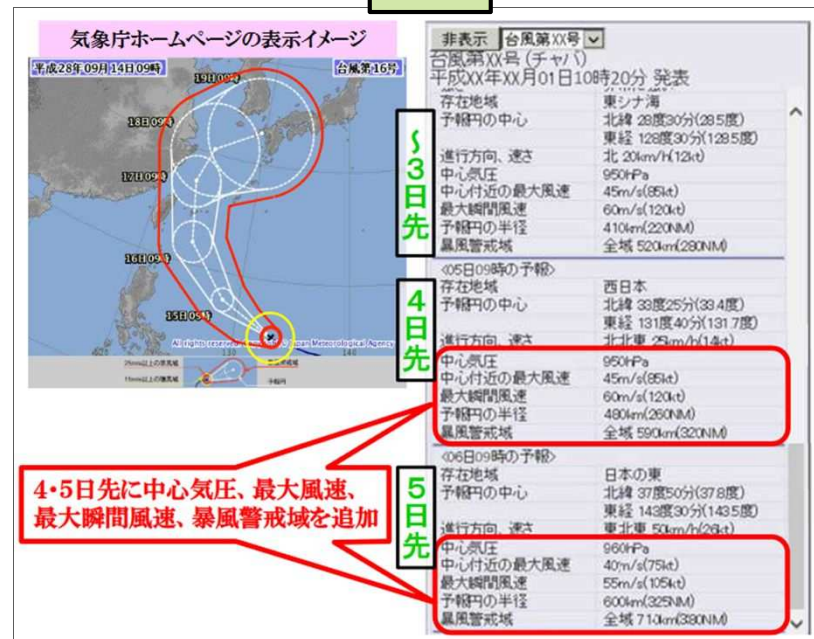 気象庁ホームページの表示イメージ
平成28年09月14日09時
台風第16号
19日09時
18日09時
17日09時
16日09時
15日09時
110
140
4・5日先に中心気圧、最大風速、
最大瞬間風速、暴風警戒域を追加
～3日先
4日先
5日先
非表示 台風第XX号
台風第XX号 (チャバ)
平成XX年XX月01日10時20分 発表
存在地域 東シナ海
予報円の中心 北緯 28度30分(28.5度)
東経 128度30分(128.5度)
進行方向、速さ 北 20km/h(12kt)
中心気圧 950hPa
中心付近の最大風速 45m/s(85kt)
最大瞬間風速 60m/s(120kt)
予報円の半径 410km(220NM)
暴風警戒域 全域 520km(280NM)
<05日09時の予報>
存在地域 西日本
予報円の中心 北緯 33度25分(33.4度)
東経 131度40分(131.7度)
進行方向、速さ 北北東 25km/h(14kt)
中心気圧 950hPa
中心付近の最大風速 45m/s(85kt)
最大瞬間風速 60m/s(120kt)
予報円の半径 480km(260NM)
暴風警戒域 全域 590km(320NM)
<06日09時の予報>
存在地域 日本の東
予報円の中心 北緯 37度50分(37.8度)
東経 143度30分(143.5度)
進行方向、速さ 東北東 50km/h(26kt)
中心気圧 960hPa
中心付近の最大風速 40m/s(75kt)
最大瞬間風速 55m/s(105kt)
予報円の半径 600km(325NM)
暴風警戒域 全域 710km(380NM)